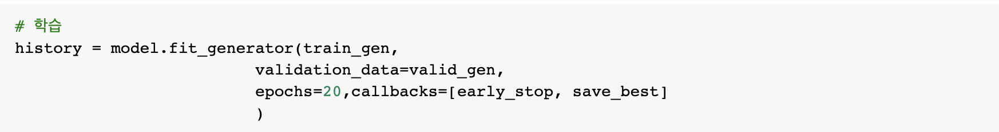 # 학습
history = model.fit_generator(train_gen,
validation_data=valid_gen,
epochs=20,callbacks=[early_stop, save_best]
)